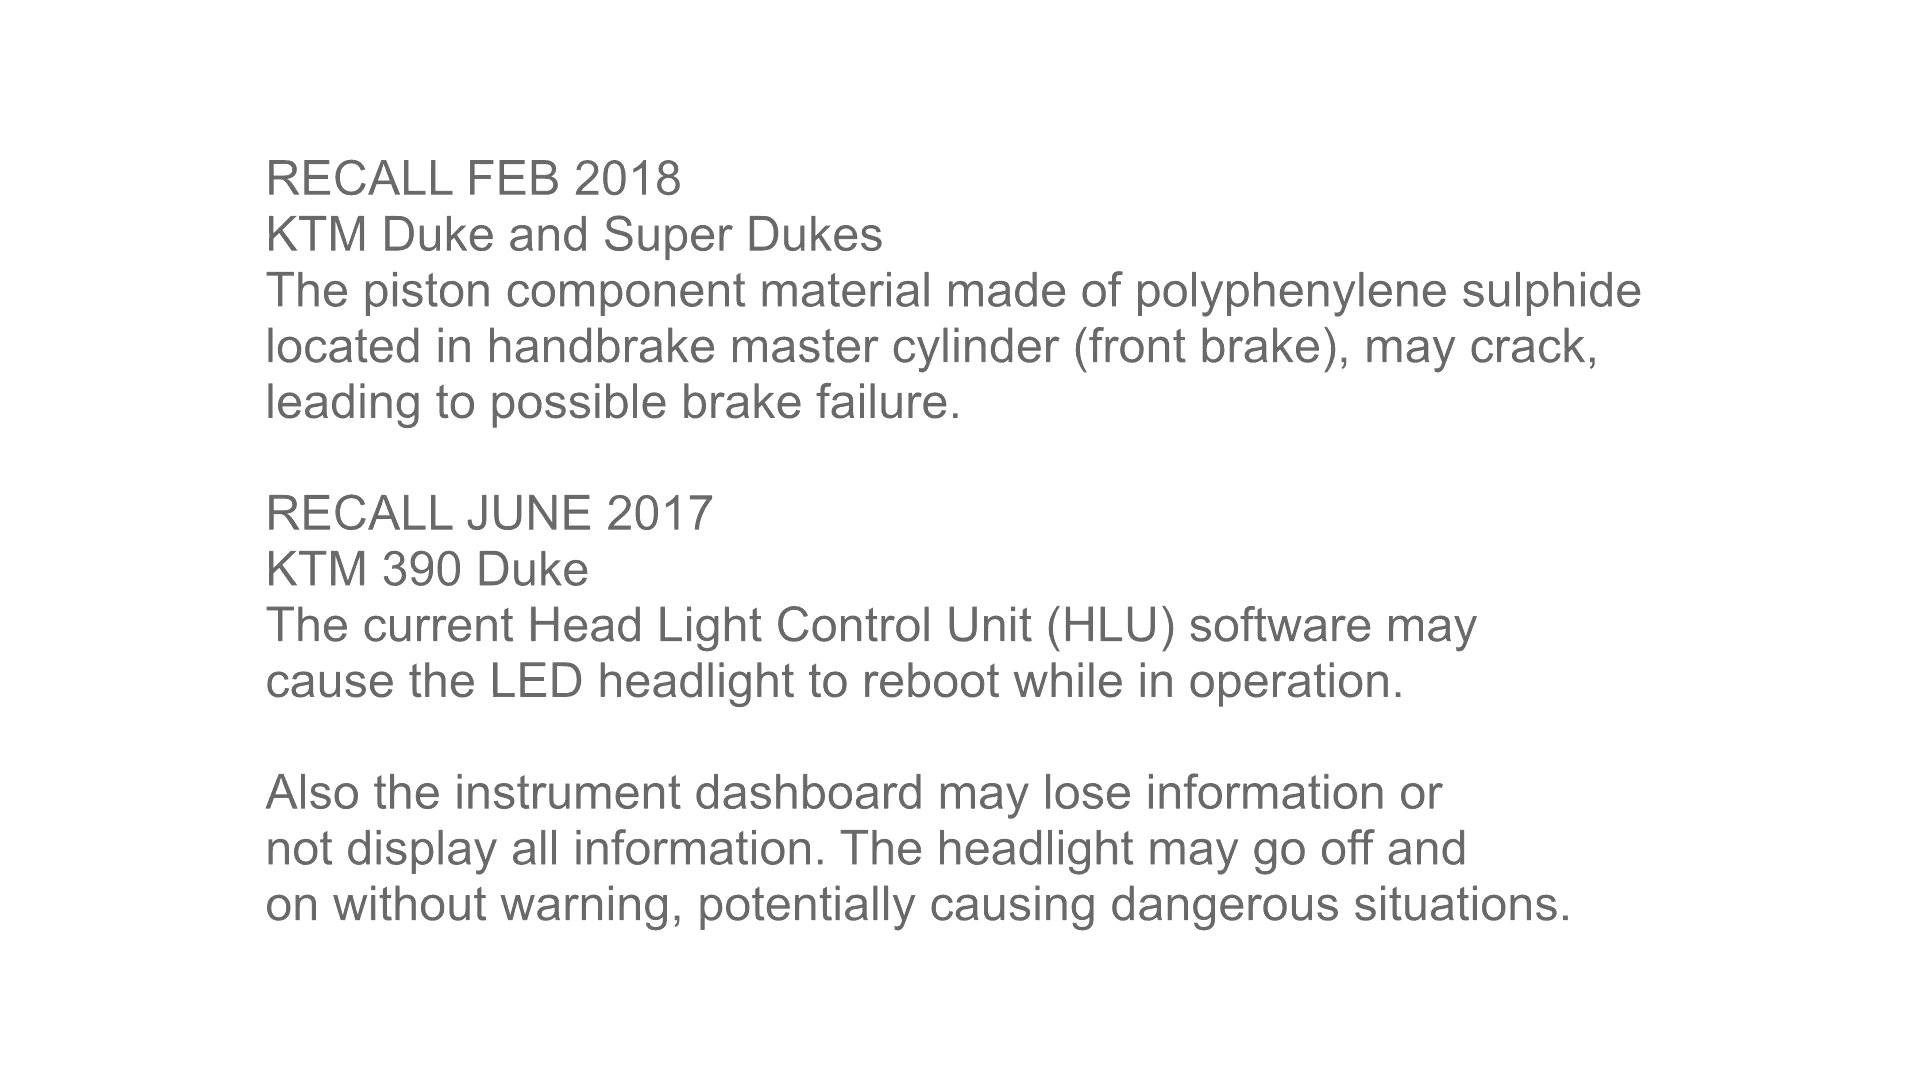 RECALL FEB 2018
KTM Duke and Super Dukes
The piston component material made of polyphenylene sulphide
located in handbrake master cylinder (front brake), may crack,
leading to possible brake failure.
RECALL JUNE 2017
KTM 390 Duke
The current Head Light Control Unit (HLU) software may
cause the LED headlight to reboot while in operation.
Also the instrument dashboard may lose information or
not display all information. The headlight may go off and
on without warning, potentially causing dangerous situations.